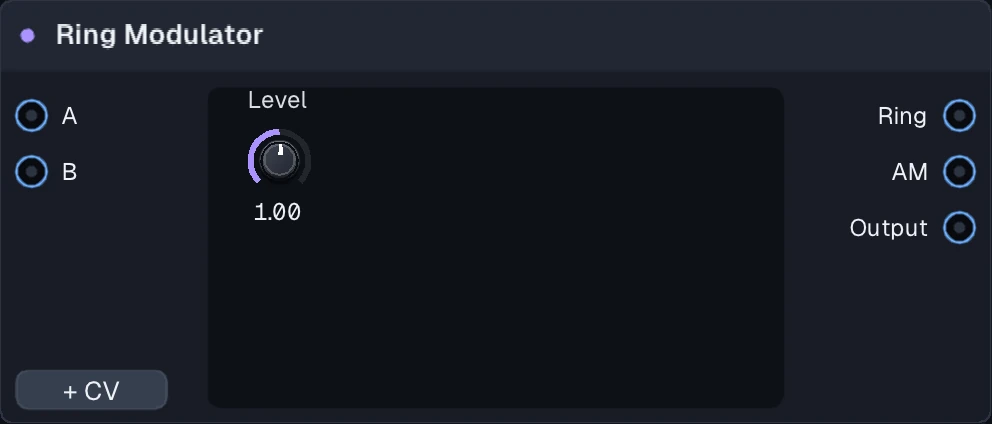 Ring Modulator
A
B
Level
1.00
Ring
AM
Output
+ CV